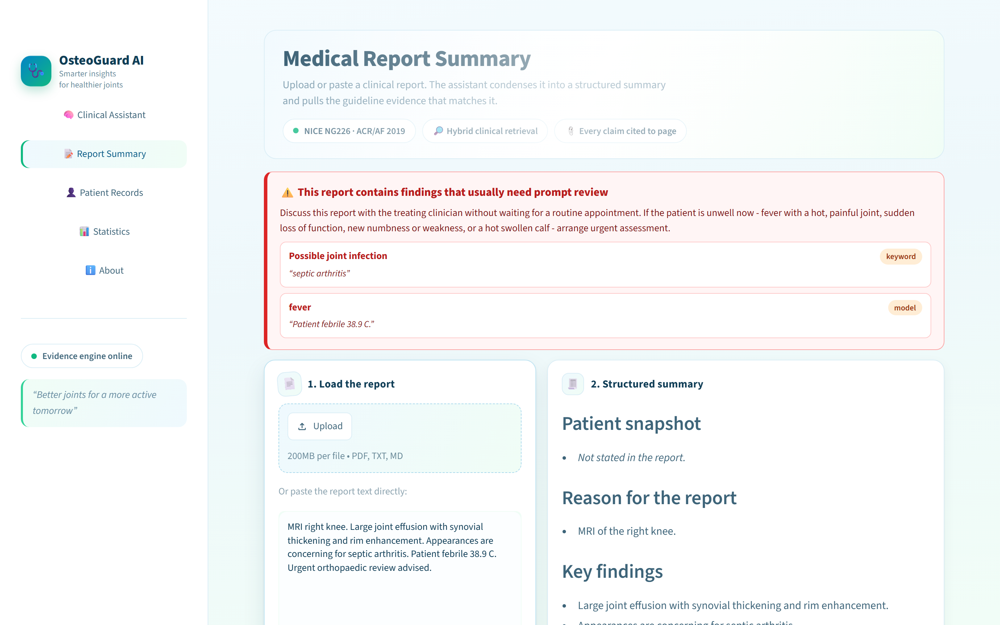 OsteoGuard AI
Smarter insights
for healthier joints
Clinical Assistant
Report Summary
Patient Records
Statistics
About
Evidence engine online
“Better joints for a more active
tomorrow”
Medical Report Summary
Upload or paste a clinical report. The assistant condenses it into a structured summary
and pulls the guideline evidence that matches it.
NICE NG226 · ACR/AF 2019
Hybrid clinical retrieval
Every claim cited to page
This report contains findings that usually need prompt review
Discuss this report with the treating clinician without waiting for a routine appointment. If the patient is unwell now - fever with a hot, painful joint, sudden
loss of function, new numbness or weakness, or a hot swollen calf - arrange urgent assessment.
Possible joint infection
keyword
“septic arthritis”
fever
model
“Patient febrile 38.9 C.”
1. Load the report
Upload
200MB per file • PDF, TXT, MD
Or paste the report text directly:
MRI right knee. Large joint effusion with synovial
thickening and rim enhancement. Appearances are
concerning for septic arthritis. Patient febrile 38.9 C.
Urgent orthopaedic review advised.
2. Structured summary
Patient snapshot
• Not stated in the report.
Reason for the report
• MRI of the right knee.
Key findings
• Large joint effusion with synovial thickening and rim enhancement.
• Appearances are concerning for septic arthritis.